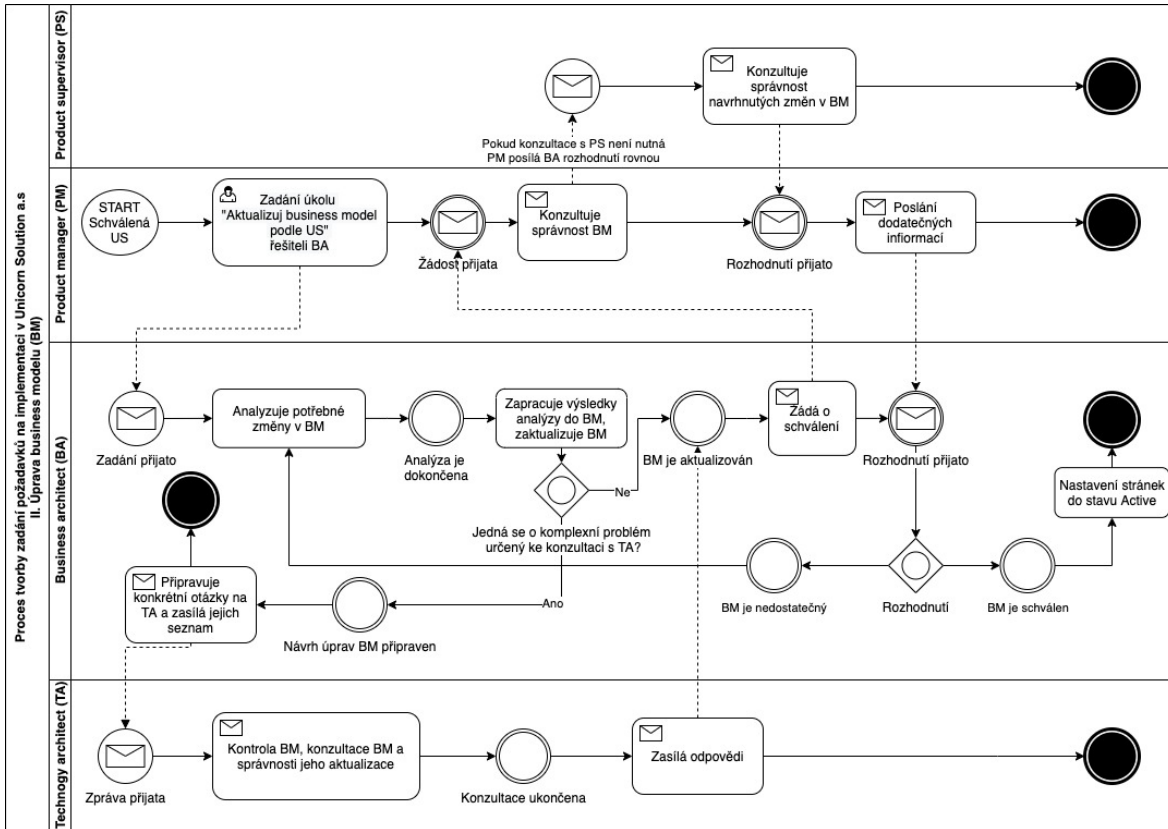 Proces tvorby zadání požadavků na implementaci v Unicorn Solution a.s
II. Úprava business modelu (BM)
Product supervisor (PS)
Konzultuje
správnost
navrhnutých změn v BM
Pokud konzultace s PS není nutná
PM posílá BA rozhodnutí rovnou
Product manager (PM)
START
Schválená
US
Zadání úkolu
"Aktualizuj business model
podle US"
řešiteli BA
Žádost přijata
Konzultuje
správnost BM
Rozhodnutí přijato
Poslání
dodatečných
infiormací
Business architect (BA)
Zadání přijato
Analyzuje potřebné
změny v BM
Analýza je
dokončena
Zapracuje výsledky
analýzy do BM,
zaktualizuje BM
Ne
BM je aktualizován
Žádá o
schválení
Rozhodnutí přijato
Nastavení stránek
do stavu Active
Jedná se o komplexní problém
určený ke konzultaci s TA?
Ano
BM je nedostatečný
Rozhodnutí
BM je schválen
Připravuje
konkrétní otázky na
TA a zasílá jejich
seznam
Návrh úprav BM připraven
Technogy architect (TA)
Zpráva přijata
Kontrola BM, konzultace BM a
správnosti jeho aktualizace
Konzultace ukončena
Zasílá odpovědi